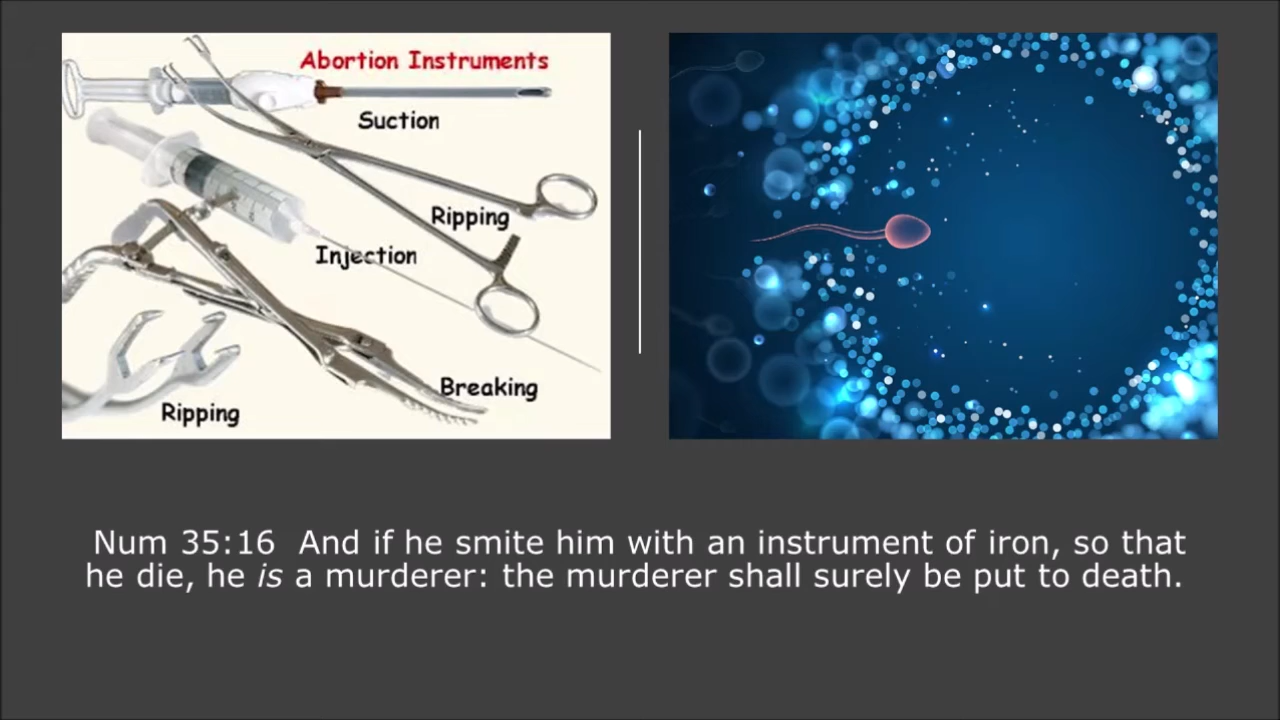 Abortion Instruments
Suction
Ripping
Injection
Breaking
Ripping
Num 35:16  And if he smite him with an instrument of iron, so that
he die, he is a murderer: the murderer shall surely be put to death.